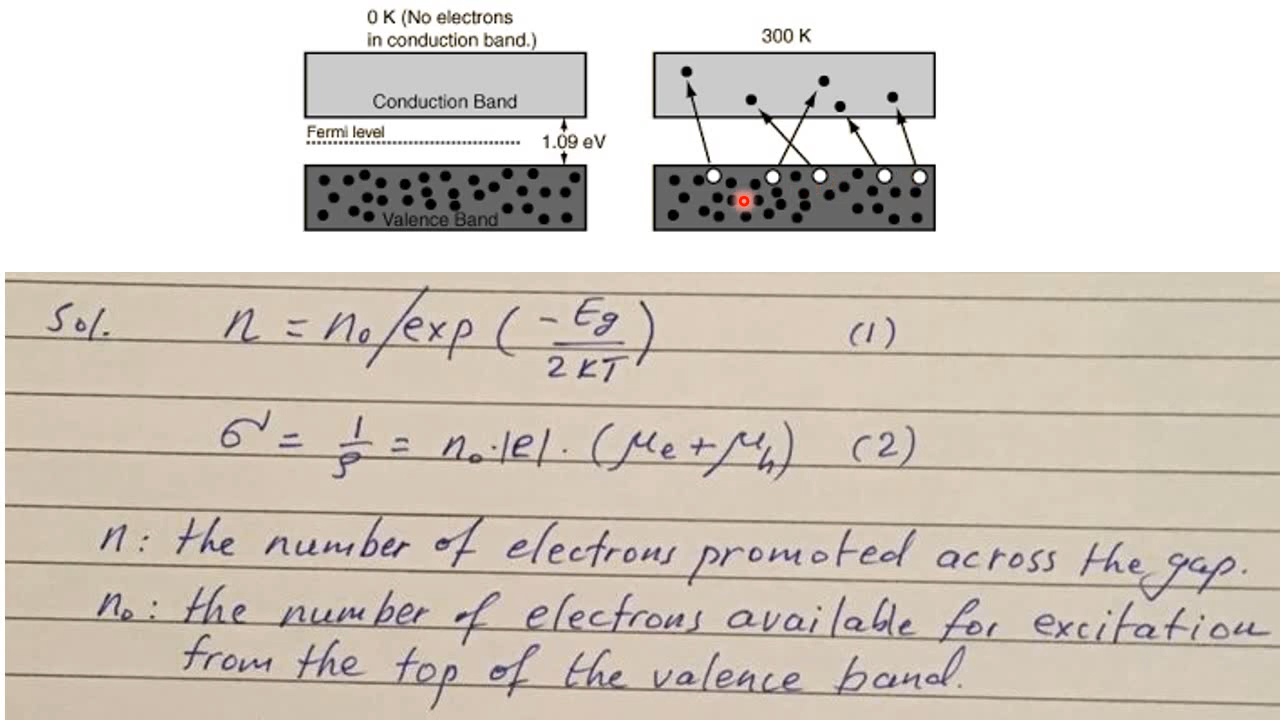 0 K (No electrons
in conduction band.)
300 K
Conduction Band
Fermi level
1.09 eV
Valence Band
Sol. n = n₀/exp (-Eg/2KT) (1)
σ = 1/ρ = n₀.|e|.(μe+μh) (2)
n: the number of electrons promoted across the gap.
n₀: the number of electrons available for excitation
from the top of the valence band.